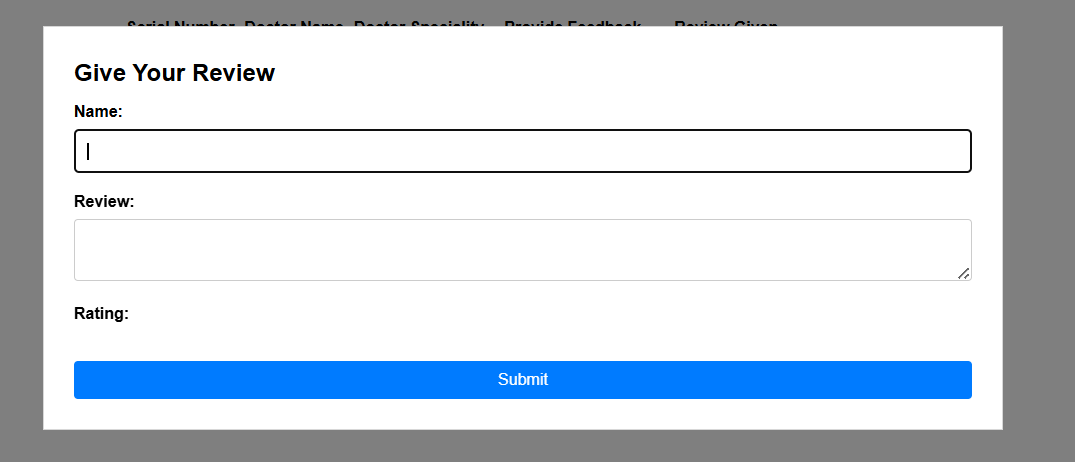 Serial Number Doctor Name Doctor Speciality Provide Feedback Review Given
Give Your Review
Name:
Review:
Rating:
Submit